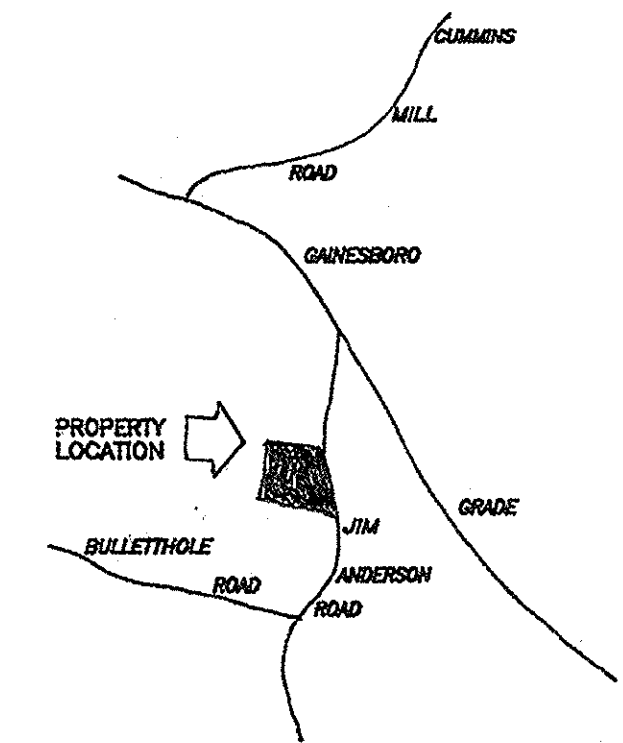 CUMMINS
MILL
ROAD
GAINESBORO
PROPERTY
LOCATION
GRADE
JIM
BULLETTHOLE
ANDERSON
ROAD
ROAD